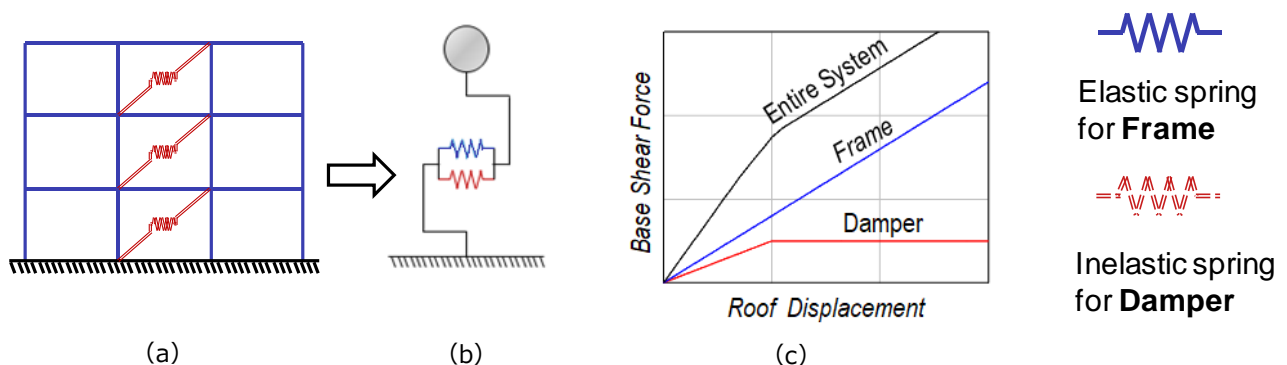 Base Shear Force
Entire System
Frame
Damper
Roof Displacement
Elastic spring
for Frame
Inelastic spring
for Damper
(a)
(b)
(c)